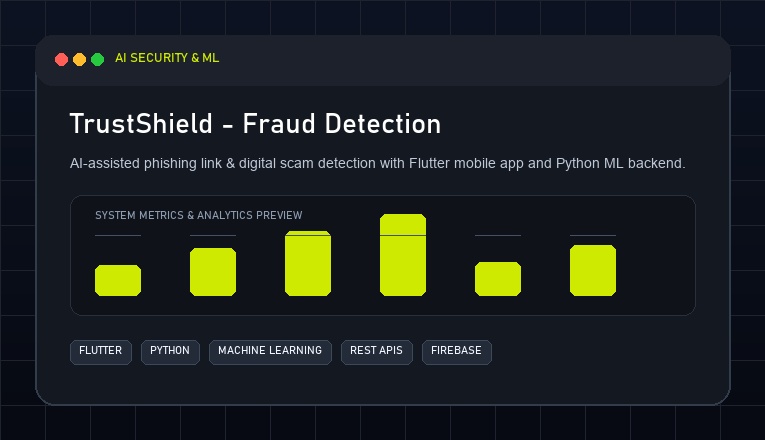 AI SECURITY & ML
TrustShield - Fraud Detection
AI-assisted phishing link & digital scam detection with Flutter mobile app and Python ML backend.
SYSTEM METRICS & ANALYTICS PREVIEW
FLUTTER PYTHON MACHINE LEARNING REST APIS FIREBASE